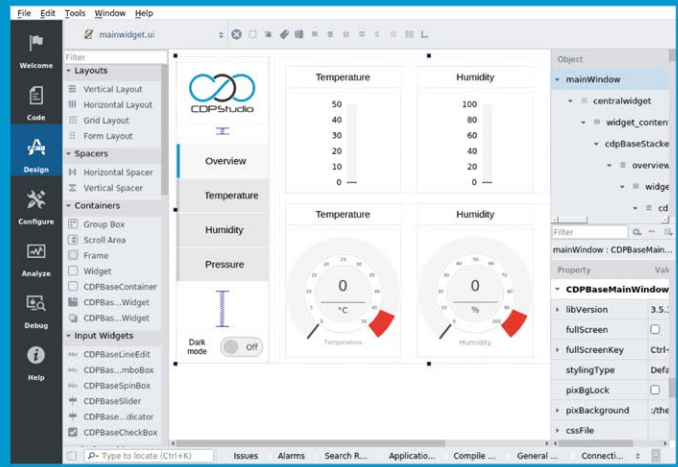 File Edit Tools Window Help
mainwidget.ui
Welcome
Code
Design
Configure
Analyze
Debug
Help
Filter
Layouts
Vertical Layout
Horizontal Layout
Grid Layout
Form Layout
Spacers
Horizontal Spacer
Vertical Spacer
Containers
Group Box
Scroll Area
Frame
Widget
CDPBaseContainer
CDPBas...Widget
CDPBas...Widget
Input Widgets
CDPBaseLineEdit
CDPBas...mboBox
CDPBaseSpinBox
CDPBaseSlider
CDPBase...dicator
CDPBaseCheckBox
CDPStudio
Overview
Temperature
Humidity
Pressure
Dark
mode
Off
Temperature
50
40
30
20
10
0
Humidity
100
80
60
40
20
0
Temperature
0
°C
Temperature
Humidity
0
%
Humidity
Object
mainWindow
centralwidget
widget_conten
cdpBaseStacke
overview
widge
cd
Filter
mainWindow : CDPBaseMain...
Property Valu
CDPBaseMainWindow
libVersion 3.5.
fullScreen
fullScreenKey Ctrl-
stylingType Defa
pixBgLock
pixBackground :/the
cssFile
Type to locate (Ctrl+K) Issues Alarms Search R... Applicatio... Compile ... General ... Connecti...